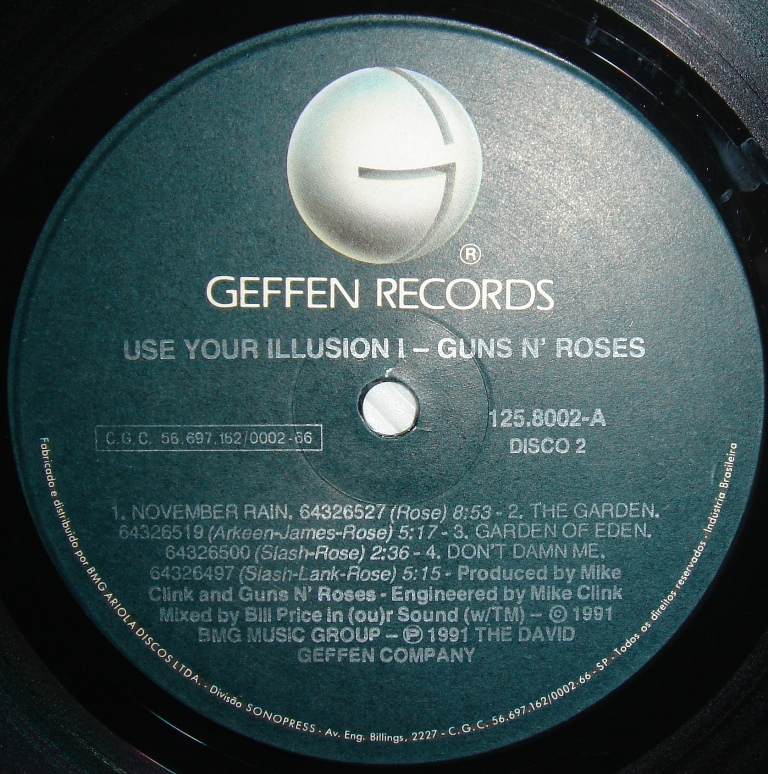 ®
GEFFEN RECORDS
USE YOUR ILLUSION I – GUNS N' ROSES
125.8002-A
C.G.C. 56.697.162/0002-66
DISCO 2
1. NOVEMBER RAIN. 64326527 (Rose) 8:53 - 2. THE GARDEN.
64326519 (Arkeen-James-Rose) 5:17 - 3. GARDEN OF EDEN.
64326500 (Slash-Rose) 2:36 - 4. DON'T DAMN ME.
64326497 (Slash-Lank-Rose) 5:15 - Produced by Mike
Clink and Guns N' Roses - Engineered by Mike Clink
Mixed by Bill Price in (ou)r Sound (w/TM) – © 1991
BMG MUSIC GROUP – ℗ 1991 THE DAVID
GEFFEN COMPANY
Fabricado e distribuído por BMG ARIOLA DISCOS LTDA. - Divisão SONOPRESS - Av. Eng. Billings, 2227 - C.G.C. 56.697.162/0002-66 - SP - Todos os direitos reservados - Indústria Brasileira